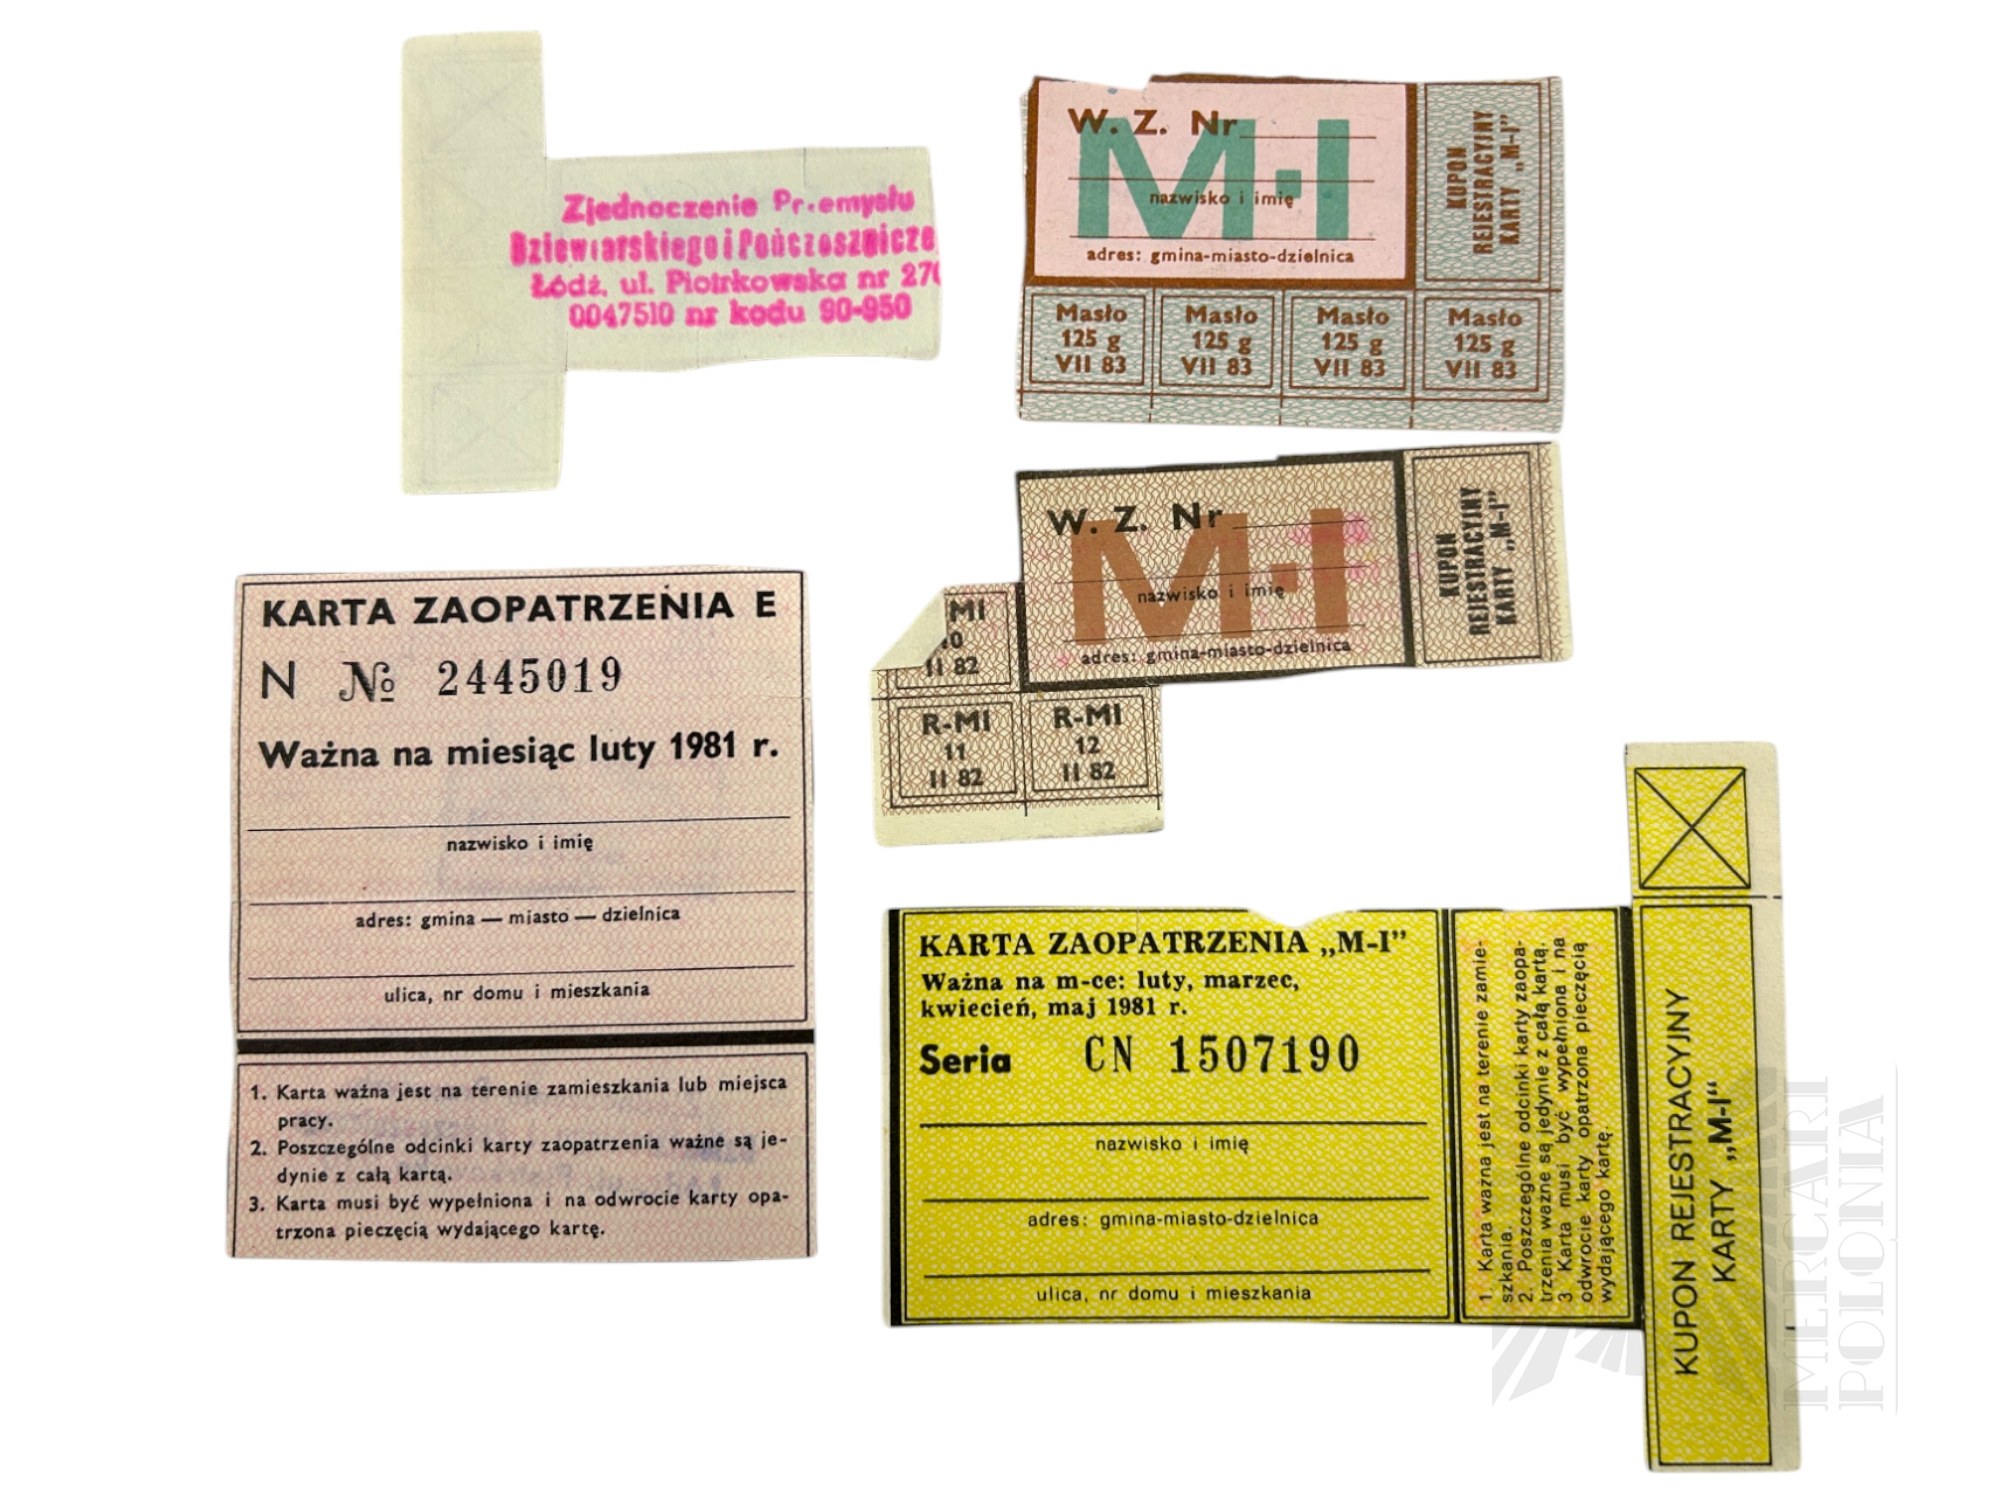 Zjednoczenie Pr.emysłu
Dziewiarskiego i Pończosznicze
Łódź, ul. Piotrkowska nr 270
0047510 nr kodu 90-950
W. Z. Nr
M-I
nazwisko i imię
adres: gmina-miasto-dzielnica
KUPON
REJESTRACYJNY
KARTY „M-I”
Masło
125 g
VII 83
Masło
125 g
VII 83
Masło
125 g
VII 83
Masło
125 g
VII 83
W. Z. Nr
M-I
nazwisko i imię
adres: gmina-miasto-dzielnica
KUPON
REJESTRACYJNY
KARTY „M-I”
MI
10
II 82
R-MI
11
II 82
R-MI
12
II 82
KARTA ZAOPATRZENIA E
N № 2445019
Ważna na miesiąc luty 1981 r.
nazwisko i imię
adres: gmina — miasto — dzielnica
ulica, nr domu i mieszkania
1. Karta ważna jest na terenie zamieszkania lub miejsca
pracy.
2. Poszczególne odcinki karty zaopatrzenia ważne są je-
dynie z całą kartą.
3. Karta musi być wypełniona i na odwrocie karty opa-
trzona pieczęcią wydającego kartę.
KARTA ZAOPATRZENIA „M-I”
Ważna na m-ce: luty, marzec,
kwiecień, maj 1981 r.
Seria CN 1507190
nazwisko i imię
adres: gmina-miasto-dzielnica
ulica, nr domu i mieszkania
1. Karta ważna jest na terenie zamie-
szkania.
2. Poszczególne odcinki karty zaopa-
trzenia ważne są jedynie z całą kartą.
3 Karta musi być wypełniona i na
odwrocie karty opatrzona pieczęcią
wydającego kartę.
KUPON REJESTRACYJNY
KARTY „M-I”
MERCARI
POLONIA